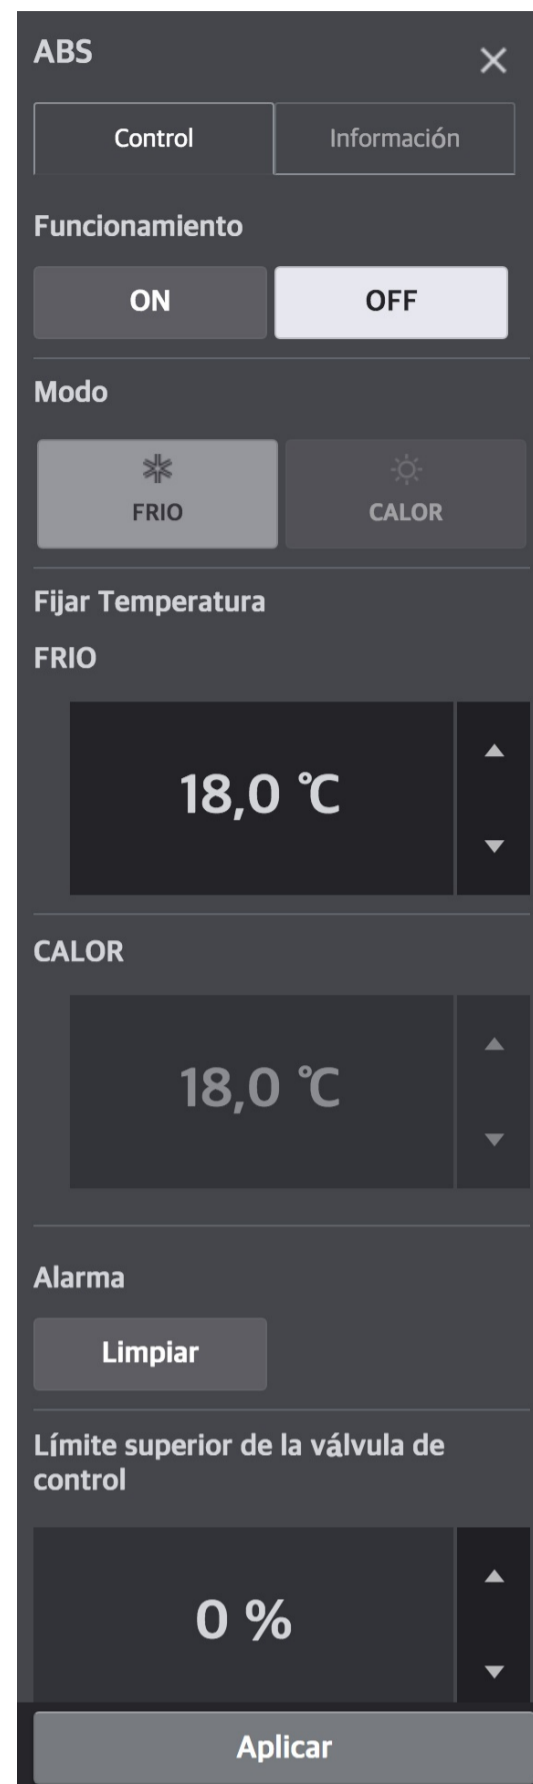 ABS
Control
Información
Funcionamiento
ON
OFF
Modo
FRIO
CALOR
Fijar Temperatura
FRIO
18,0 °C
CALOR
18,0 °C
Alarma
Limpiar
Límite superior de la válvula de
control
0 %
Aplicar